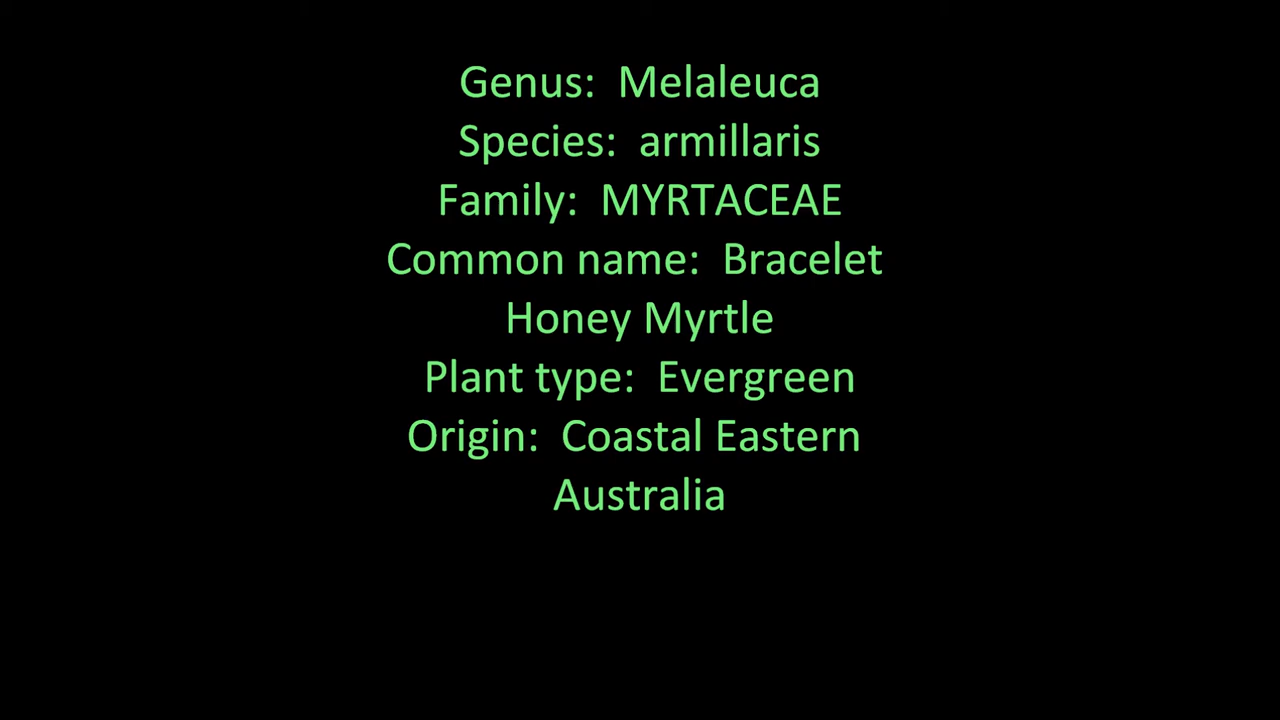 Genus:  Melaleuca
Species:  armillaris
Family:  MYRTACEAE
Common name:  Bracelet
Honey Myrtle
Plant type:  Evergreen
Origin:  Coastal Eastern
Australia